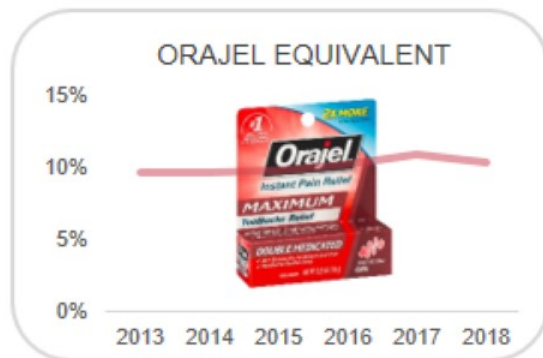 ORAJEL EQUIVALENT
15%
10%
5%
0%
#1
2X MORE
Orajel
Instant Pain Relief
MAXIMUM
Toothache Relief
DOUBLE MEDICATED
2013 2014 2015 2016 2017 2018